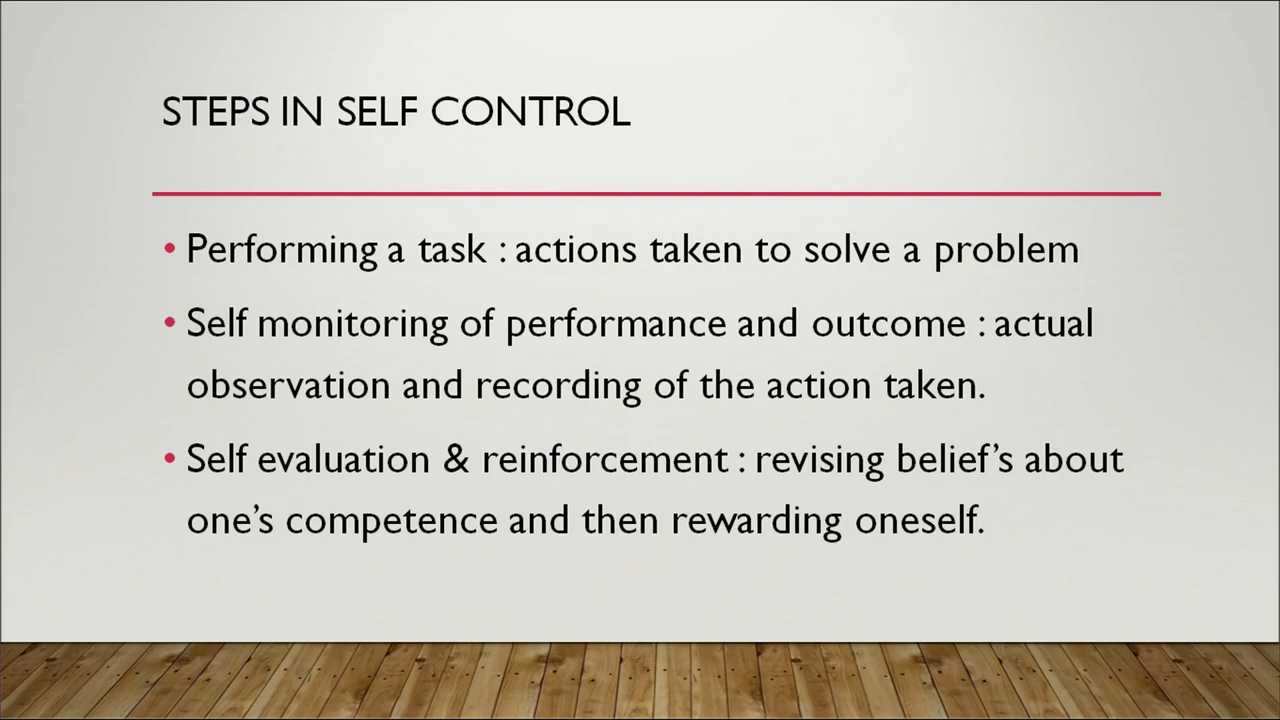 STEPS IN SELF CONTROL
• Performing a task : actions taken to solve a problem
• Self monitoring of performance and outcome : actual
observation and recording of the action taken.
• Self evaluation & reinforcement : revising belief’s about
one’s competence and then rewarding oneself.